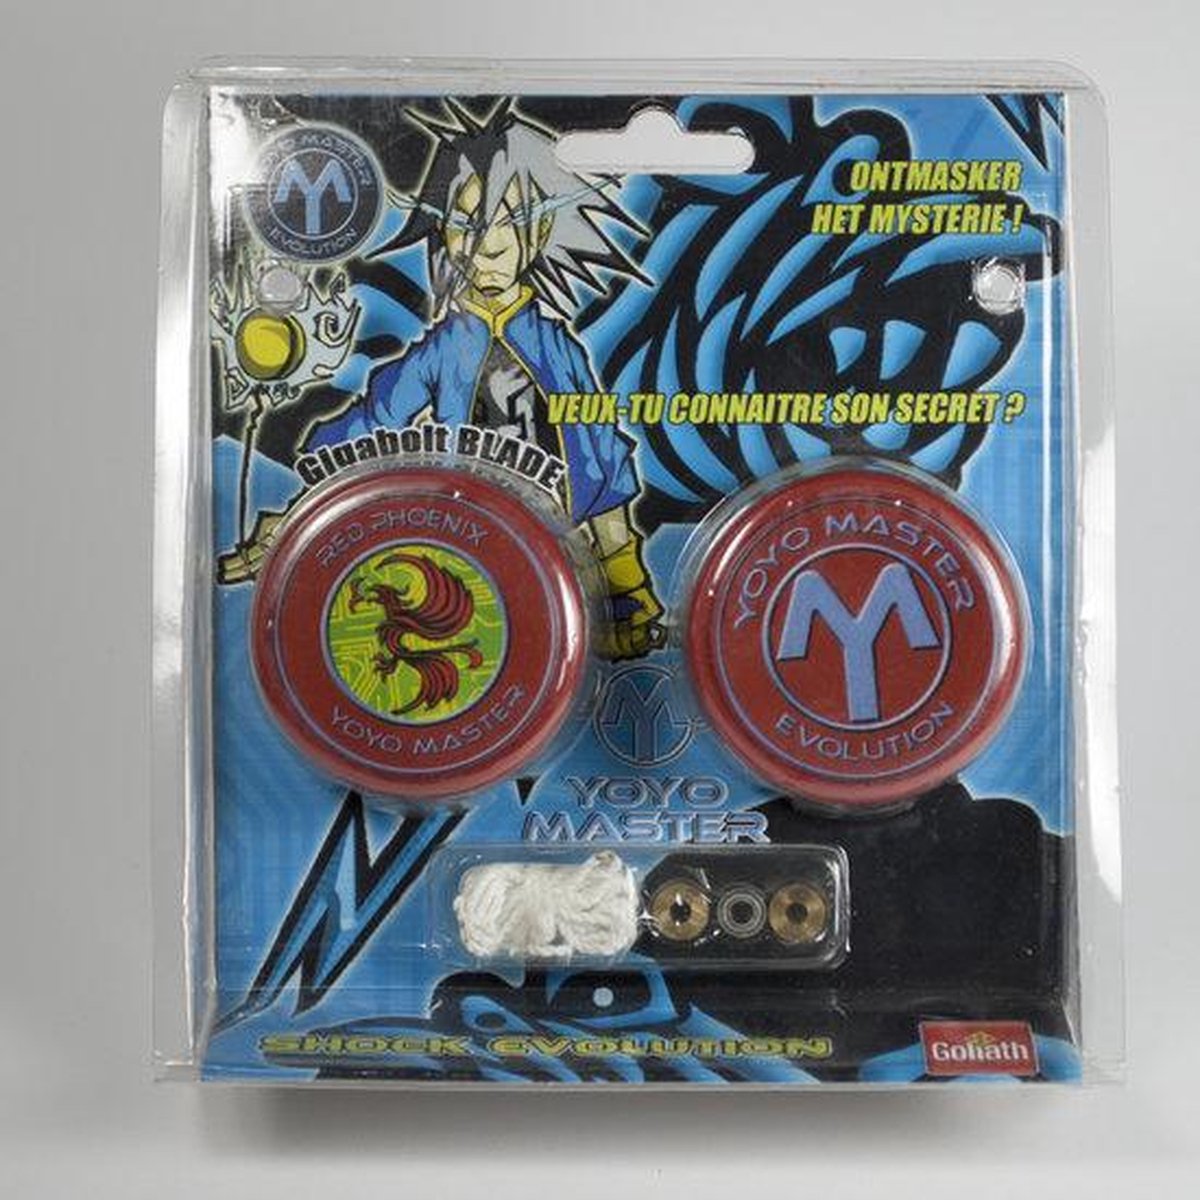 YOYO MASTER
EVOLUTION
ONTMASKER
HET MYSTERIE !
VEUX-TU CONNAITRE SON SECRET ?
Gigabolt BLADE
RED PHOENIX
YOYO MASTER
YOYO MASTER
EVOLUTION
YOYO
MASTER
SHOCK EVOLUTION
Goliath